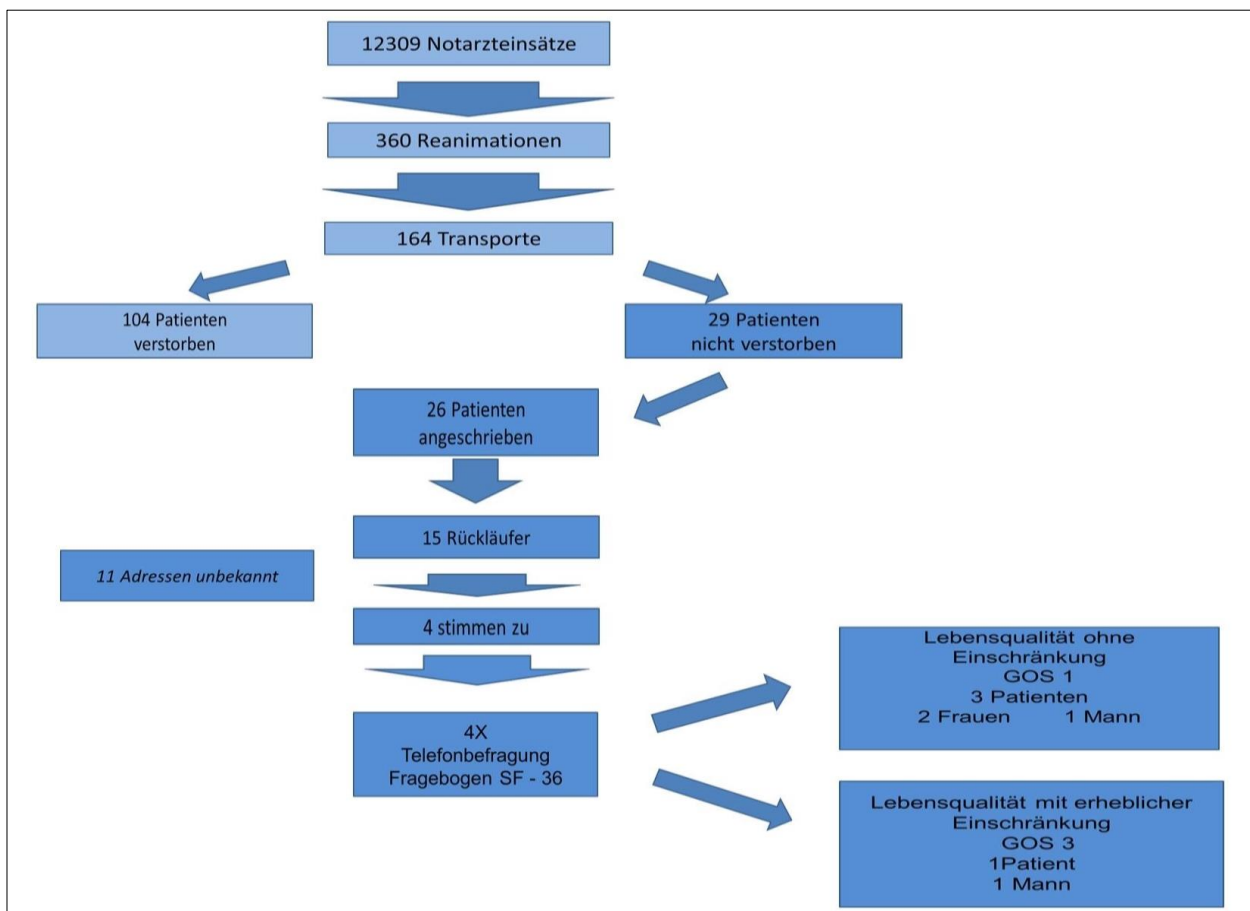 12309 Notarzteinsätze
360 Reanimationen
164 Transporte
104 Patienten
verstorben
29 Patienten
nicht verstorben
26 Patienten
angeschrieben
15 Rückläufer
11 Adressen unbekannt
4 stimmen zu
4X
Telefonbefragung
Fragebogen SF - 36
Lebensqualität ohne
Einschränkung
GOS 1
3 Patienten
2 Frauen 1 Mann
Lebensqualität mit erheblicher
Einschränkung
GOS 3
1Patient
1 Mann